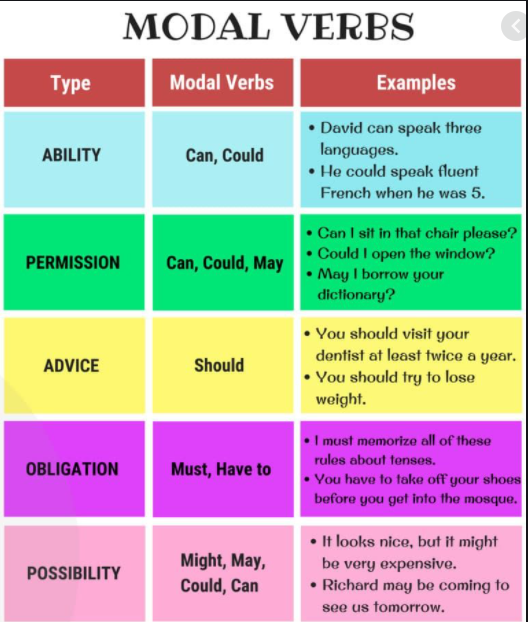 MODAL VERBS
Type
Modal Verbs
Examples
ABILITY
Can, Could
• David can speak three
languages.
• He could speak fluent
French when he was 5.
PERMISSION
Can, Could, May
• Can I sit in that chair please?
• Could I open the window?
• May I borrow your
dictionary?
ADVICE
Should
• You should visit your
dentist at least twice a year.
• You should try to lose
weight.
OBLIGATION
Must, Have to
• I must memorize all of these
rules about tenses.
• You have to take off your shoes
before you get into the mosque.
POSSIBILITY
Might, May,
Could, Can
• It looks nice, but it might
be very expensive.
• Richard may be coming to
see us tomorrow.